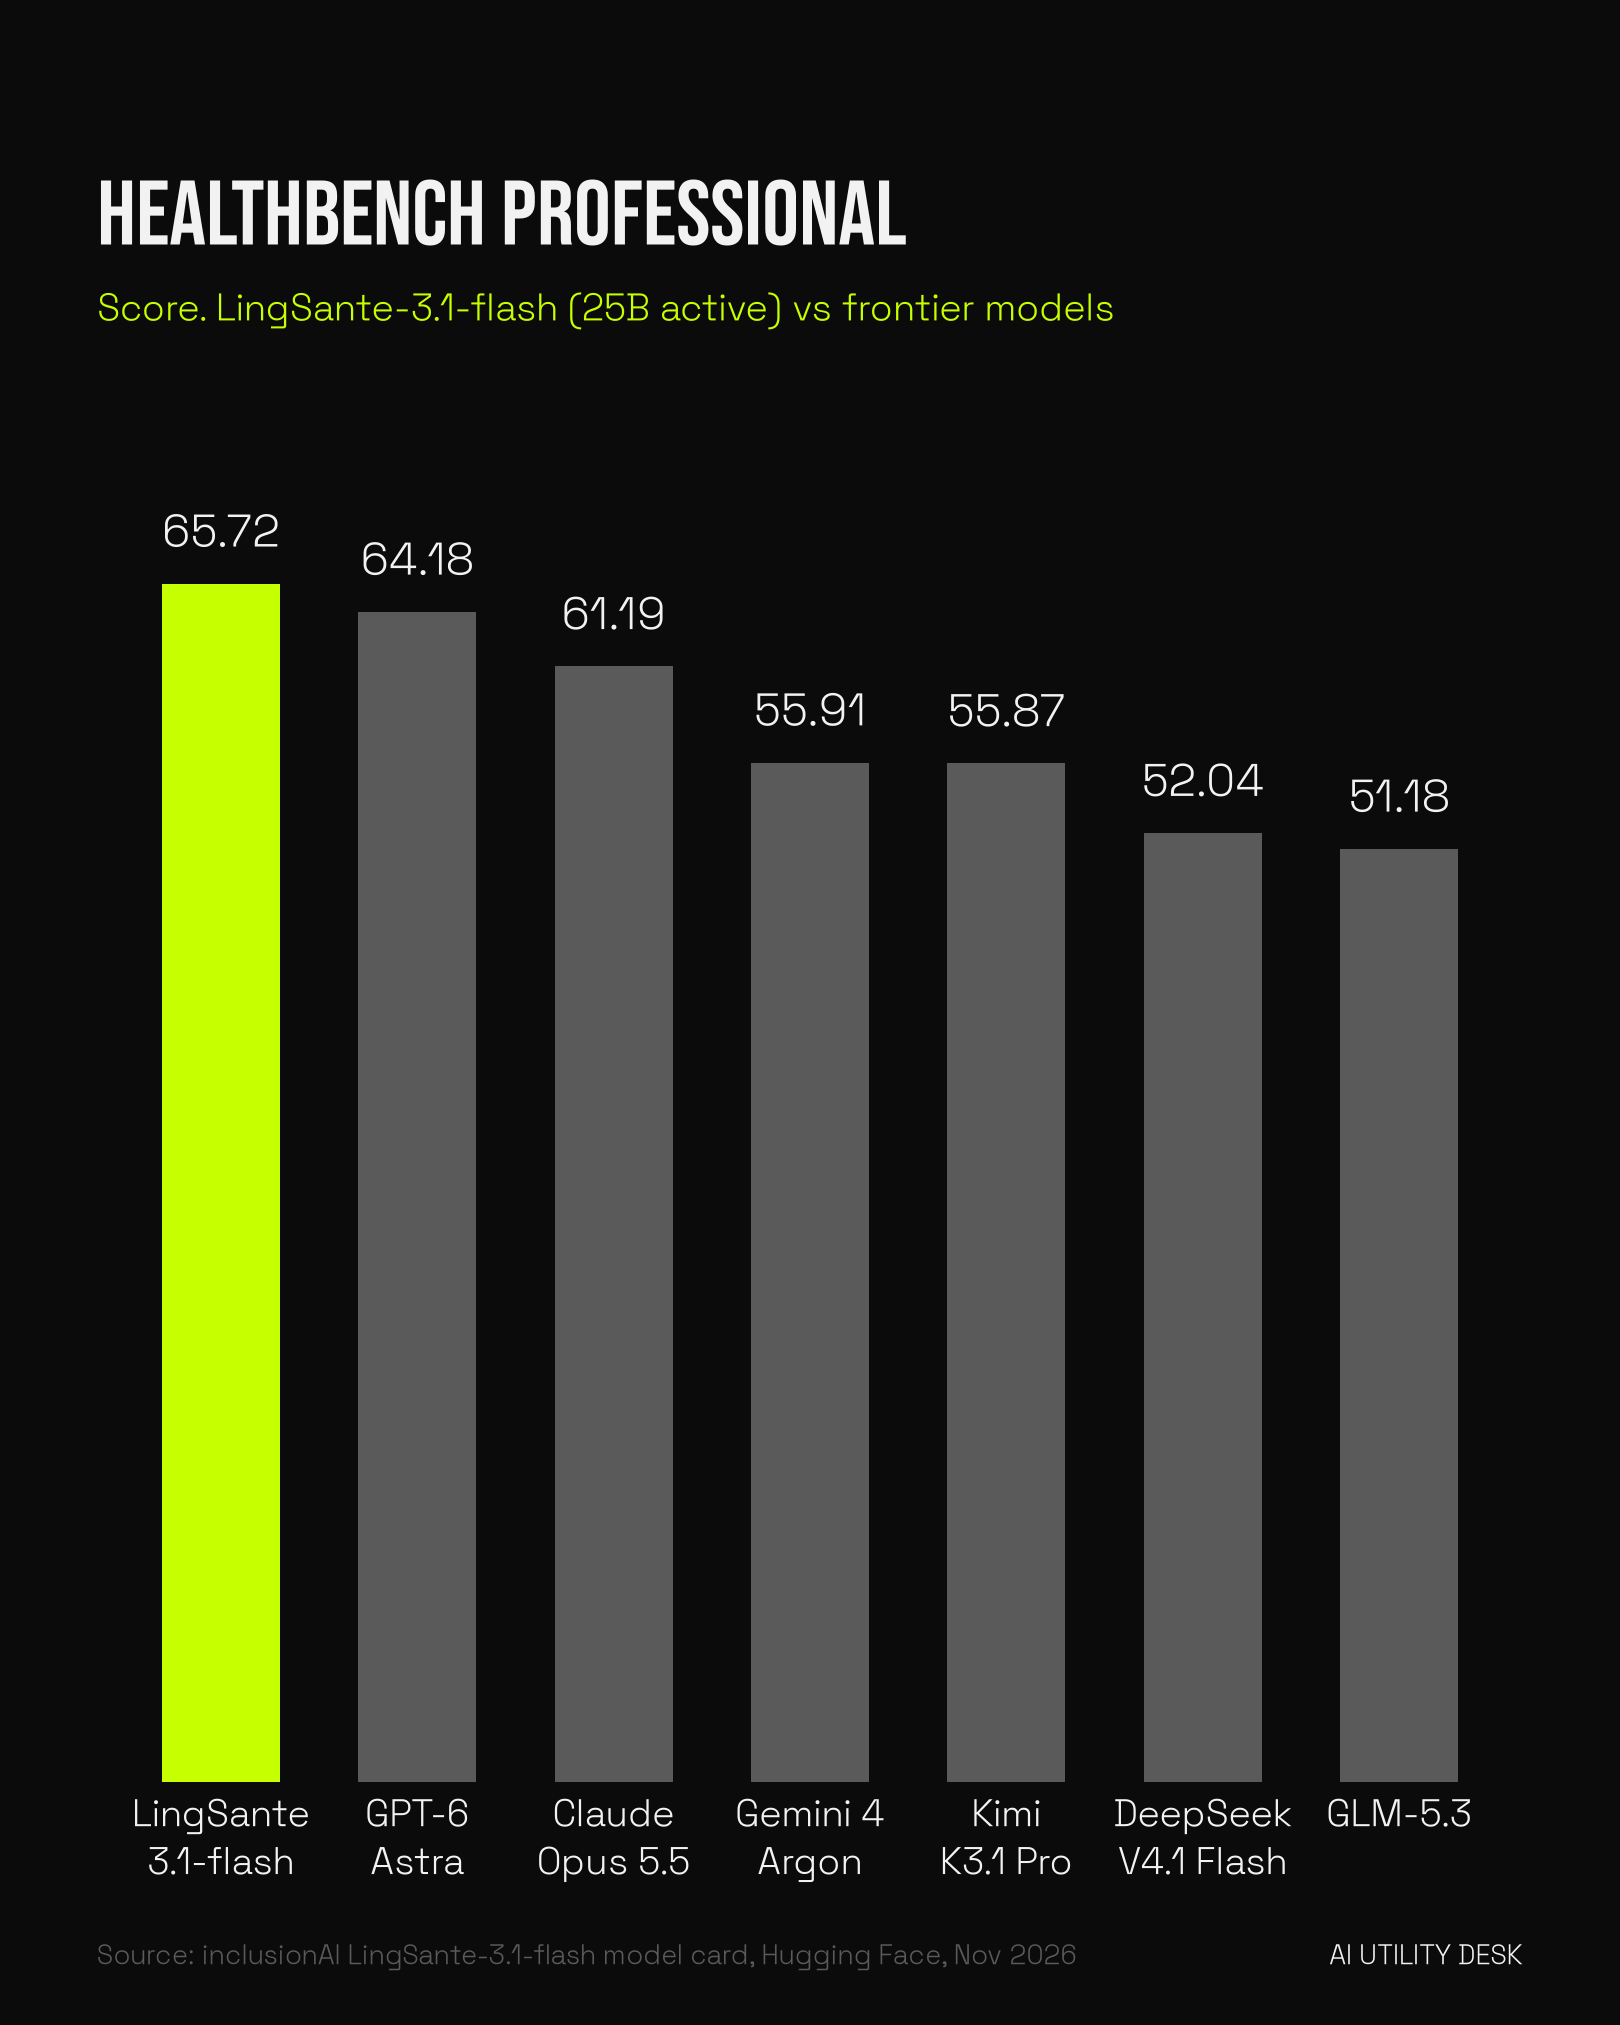 HEALTHBENCH PROFESSIONAL
Score. LingSante-3.1-flash (25B active) vs frontier models
65.72
64.18
61.19
55.91
55.87
52.04
51.18
LingSante
3.1-flash
GPT-6
Astra
Claude
Opus 5.5
Gemini 4
Argon
Kimi
K3.1 Pro
DeepSeek
V4.1 Flash
GLM-5.3
Source: inclusionAI LingSante-3.1-flash model card, Hugging Face, Nov 2026
AI UTILITY DESK